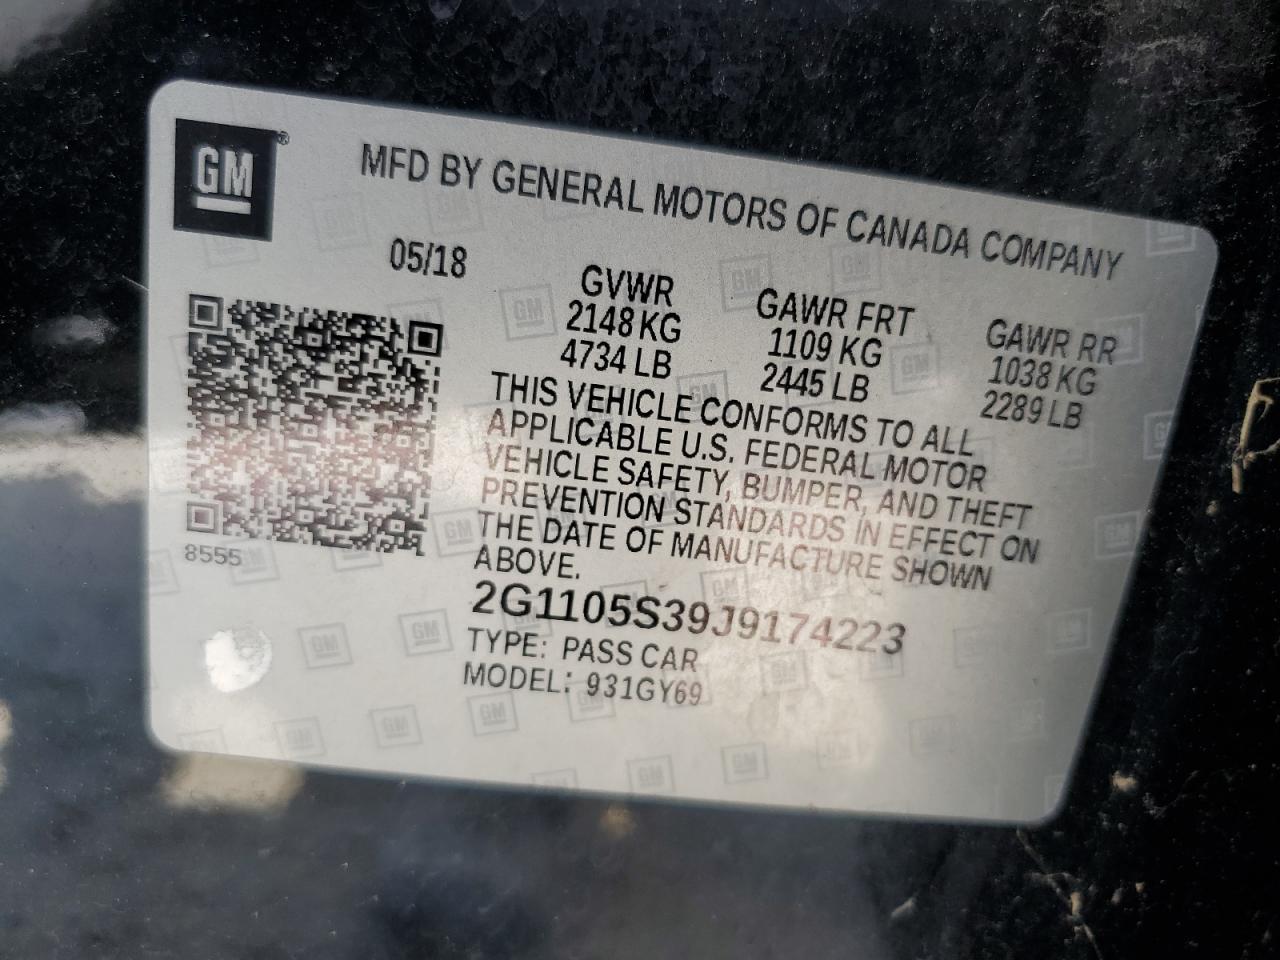 GM ®
MFD BY GENERAL MOTORS OF CANADA COMPANY
05/18
GVWR GAWR FRT GAWR RR
2148 KG 1109 KG 1038 KG
4734 LB 2445 LB 2289 LB
THIS VEHICLE CONFORMS TO ALL
APPLICABLE U.S. FEDERAL MOTOR
VEHICLE SAFETY, BUMPER, AND THEFT
PREVENTION STANDARDS IN EFFECT ON
THE DATE OF MANUFACTURE SHOWN
ABOVE.
8555
2G1105S39J9174223
TYPE: PASS CAR
MODEL: 931GY69